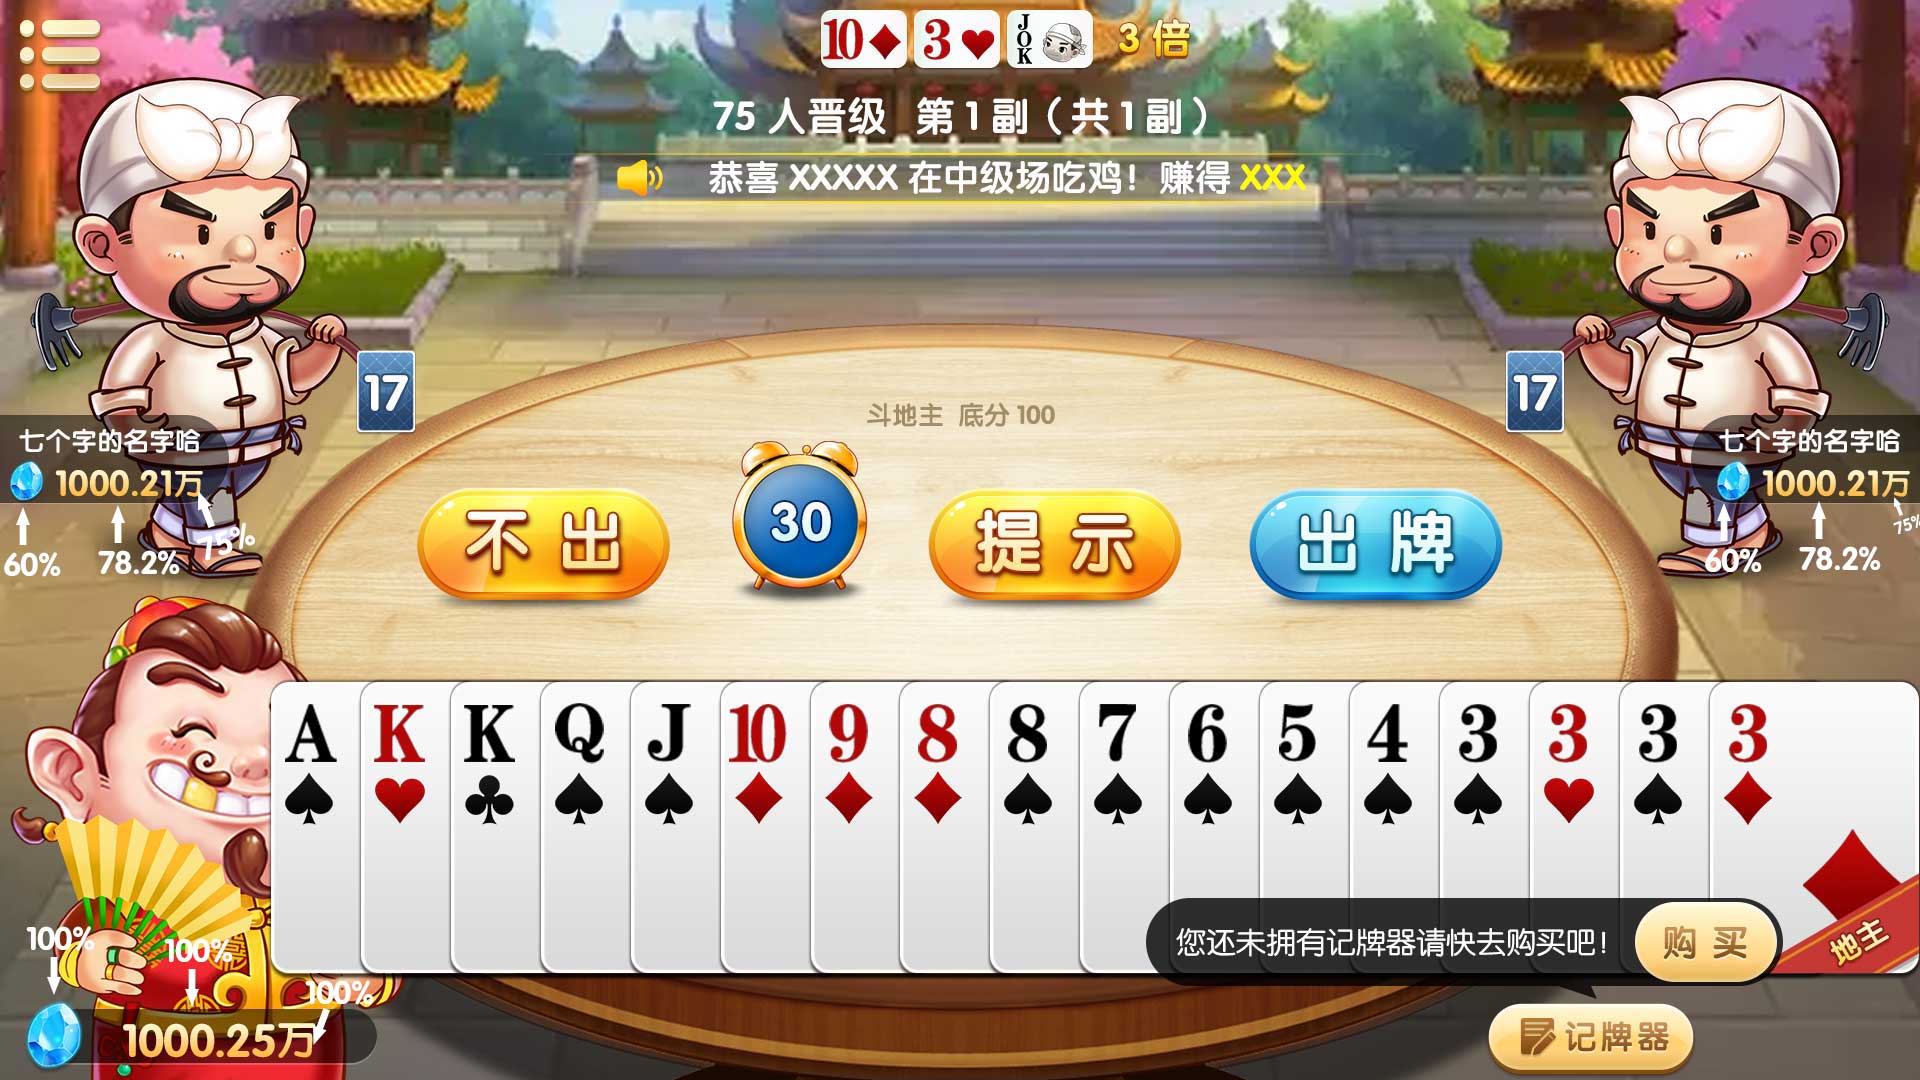 10 3 JOK 3 倍
75 人晋级 第1副（共1副）
恭喜 XXXXX 在中级场吃鸡！赚得 XXX
17
17
斗地主 底分 100
七个字的名字哈
1000.21万
60% 78.2% 75%
七个字的名字哈
1000.21万
60% 78.2% 75%
不出 30 提示 出牌
A K K Q J 10 9 8 8 7 6 5 4 3 3 3 3
地主
您还未拥有记牌器请快去购买吧！ 购买
100% 100% 100%
1000.25万
记牌器